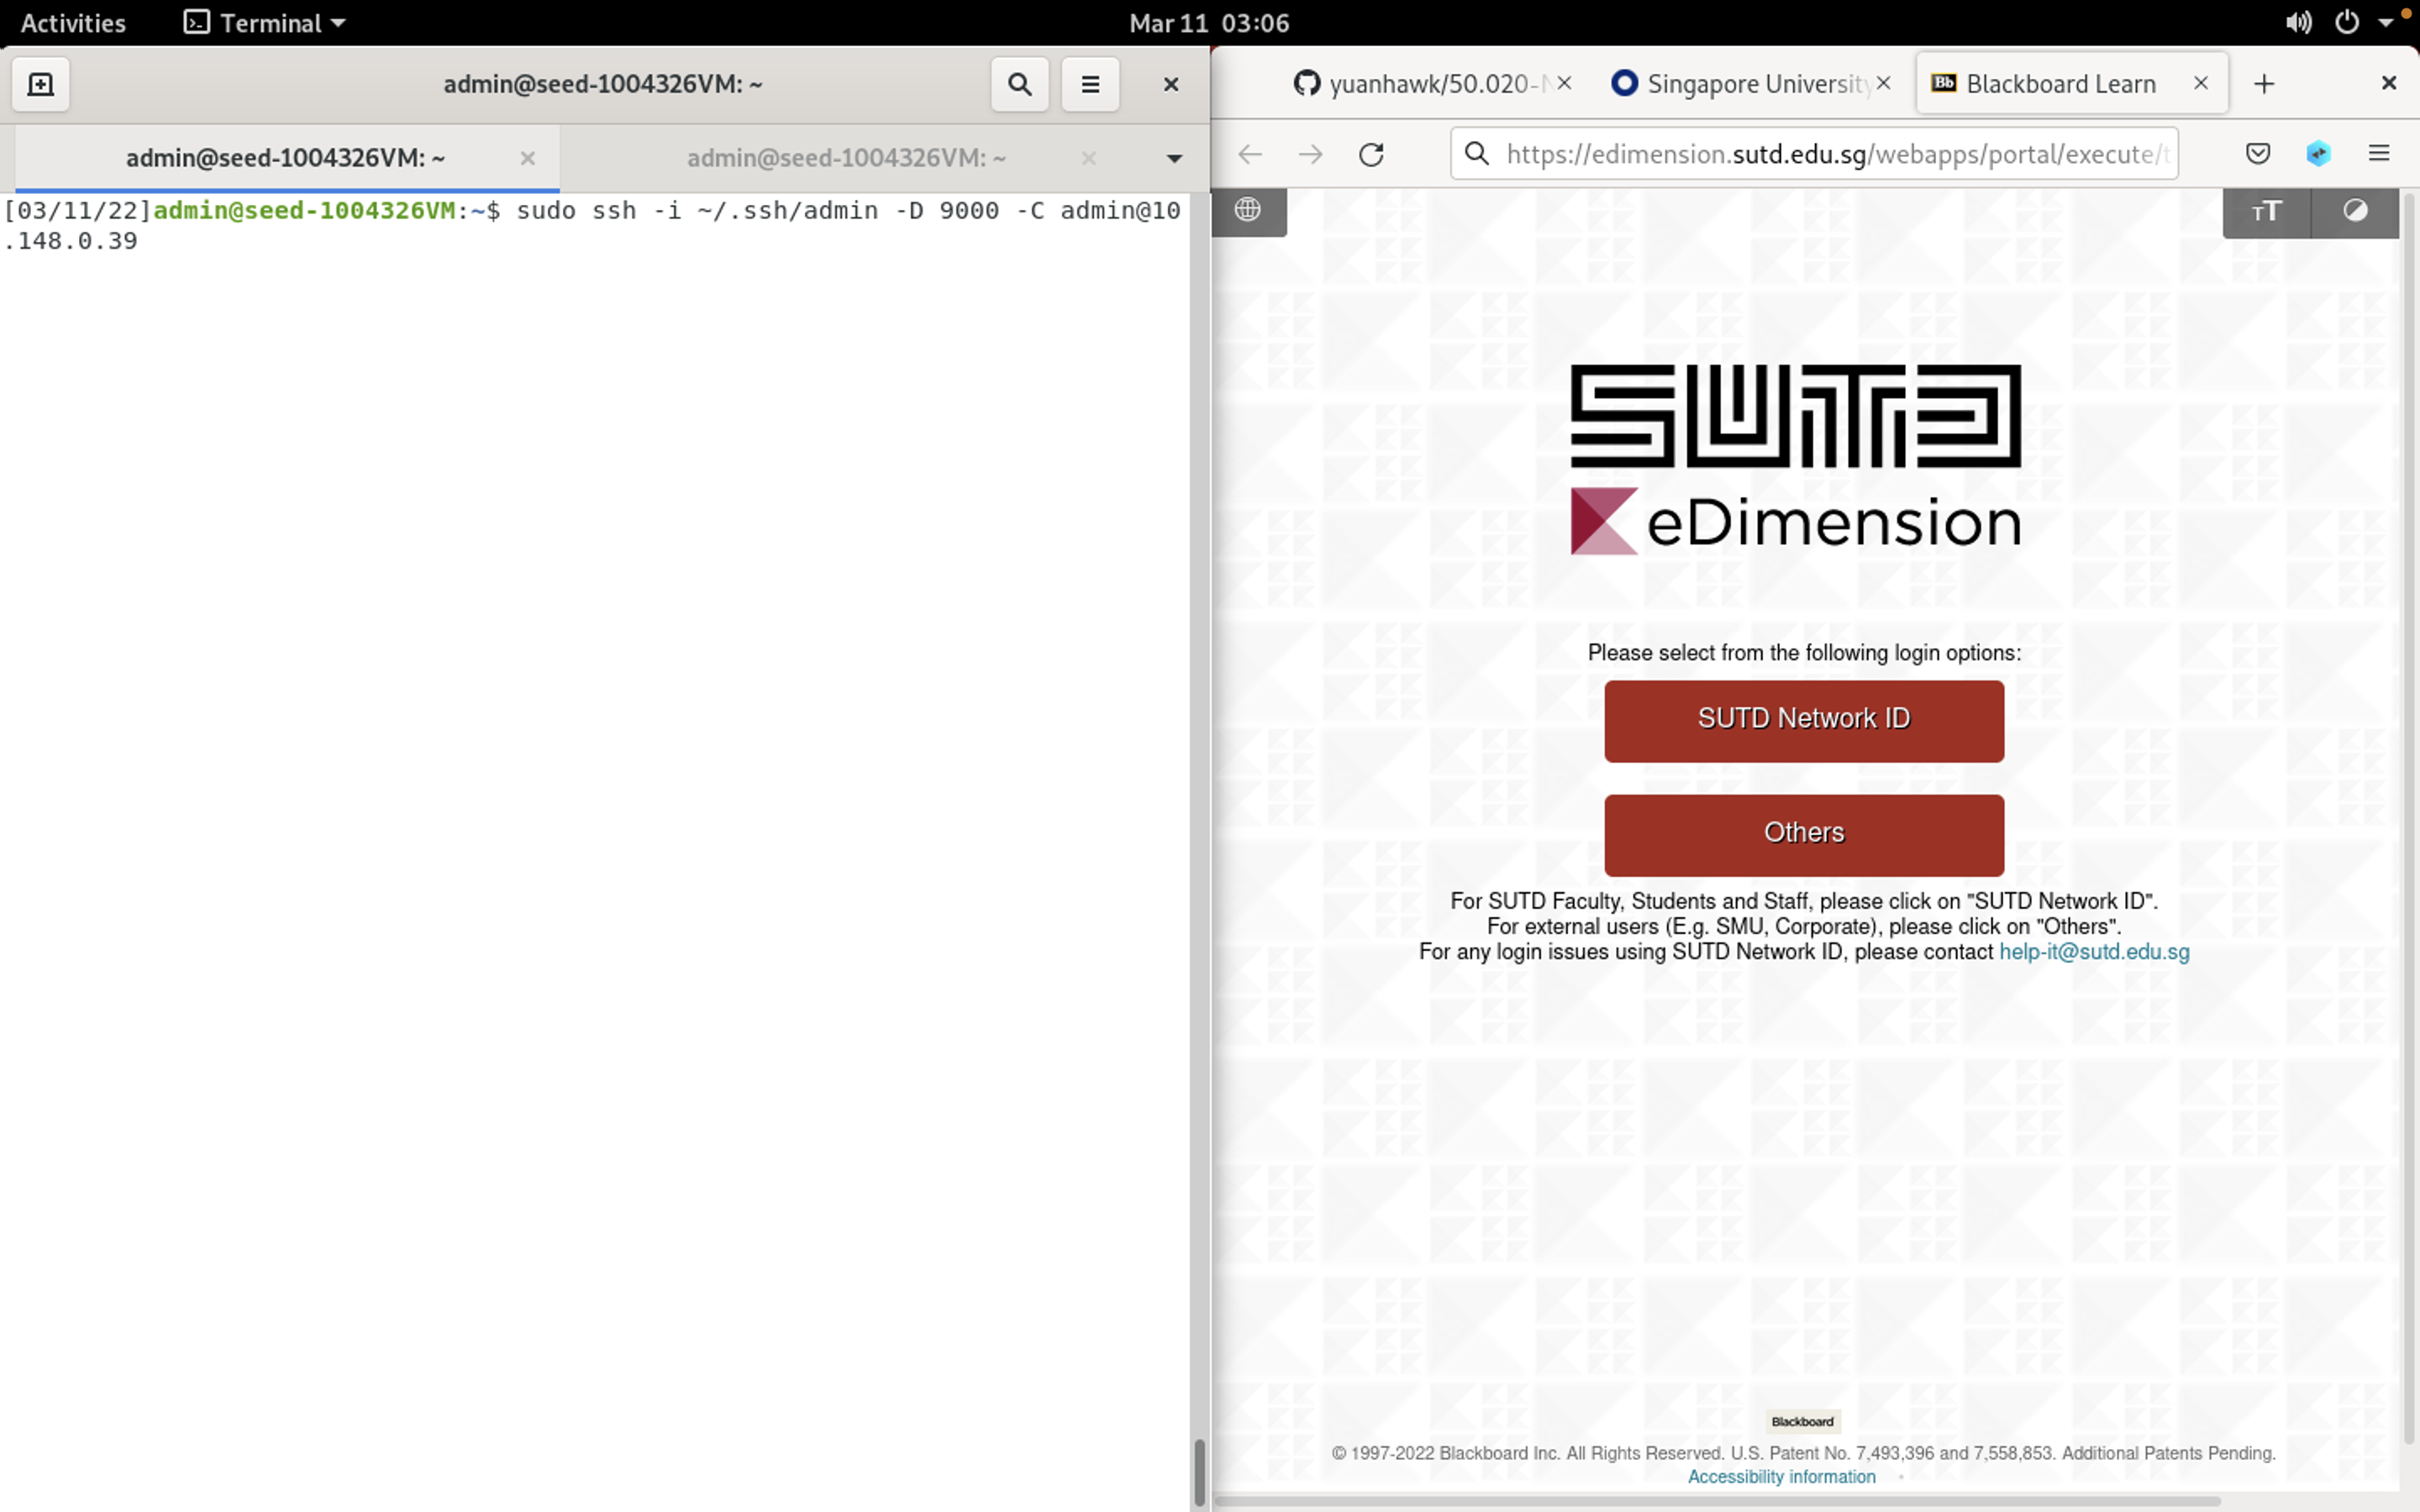 Activities
Terminal
Mar 11 03:06
admin@seed-1004326VM: ~
admin@seed-1004326VM: ~
admin@seed-1004326VM: ~
[03/11/22]admin@seed-1004326VM:~$ sudo ssh -i ~/.ssh/admin -D 9000 -C admin@10
.148.0.39
yuanhawk/50.020-
Singapore University
Bb Blackboard Learn
https://edimension.sutd.edu.sg/webapps/portal/execute/t
TT
SUTD
eDimension
Please select from the following login options:
SUTD Network ID
Others
For SUTD Faculty, Students and Staff, please click on "SUTD Network ID".
For external users (E.g. SMU, Corporate), please click on "Others".
For any login issues using SUTD Network ID, please contact help-it@sutd.edu.sg
Blackboard
© 1997-2022 Blackboard Inc. All Rights Reserved. U.S. Patent No. 7,493,396 and 7,558,853. Additional Patents Pending.
Accessibility information